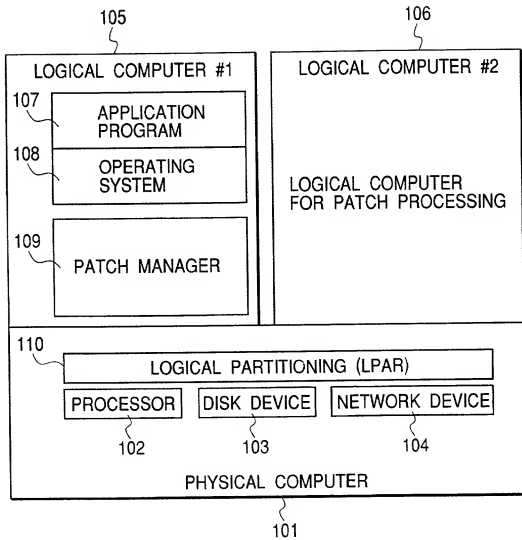 105
106
LOGICAL COMPUTER #1
107
APPLICATION
PROGRAM
108
OPERATING
SYSTEM
109
PATCH MANAGER
LOGICAL COMPUTER #2
LOGICAL COMPUTER
FOR PATCH PROCESSING
110
LOGICAL PARTITIONING (LPAR)
PROCESSOR
DISK DEVICE
NETWORK DEVICE
102
103
104
PHYSICAL COMPUTER
101